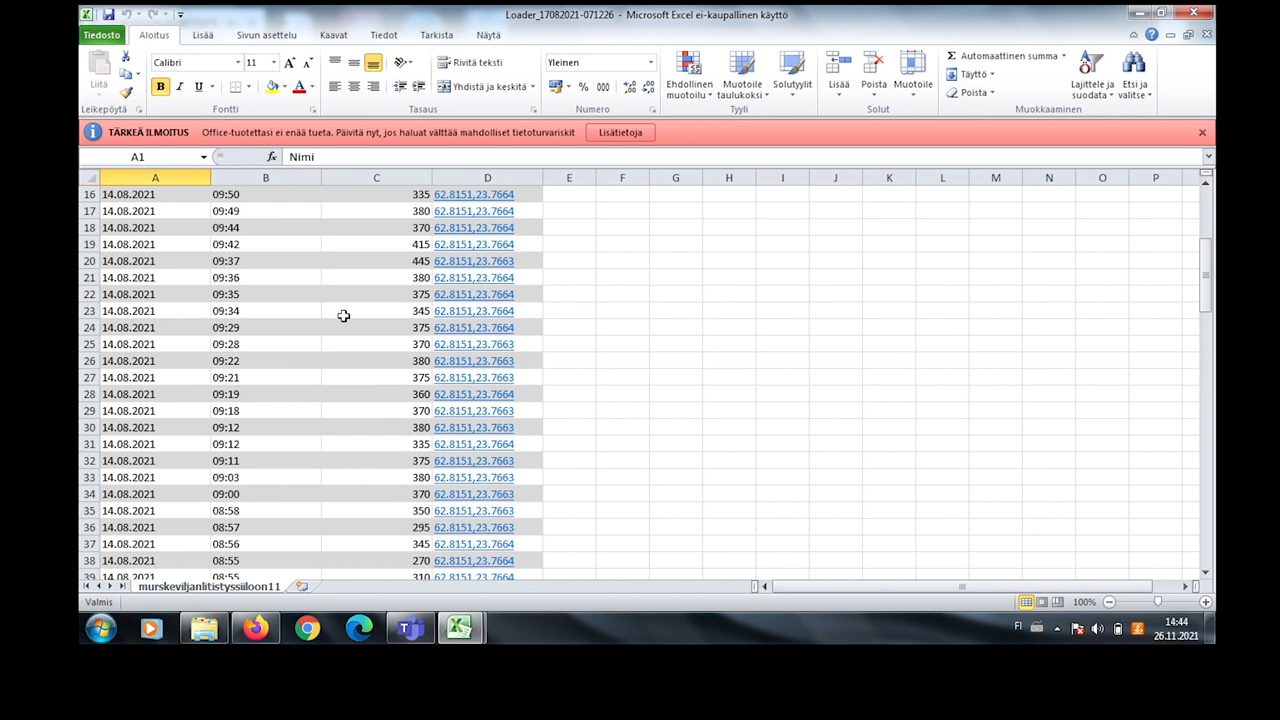 Loader_17082021-071226 - Microsoft Excel ei-kaupallinen käyttö
Tiedosto Aloitus Lisää Sivun asettelu Kaavat Tiedot Tarkista Näytä
Liitä
Leikepöytä
Calibri 11
B I U
Fontti
Rivitä teksti
Yhdistä ja keskitä
Tasaus
Yleinen
% 000
Numero
Ehdollinen muotoilu
Muotoile taulukoksi
Solutyylit
Tyyli
Lisää Poista Muotoile
Solut
Automaattinen summa
Täyttö
Poista
Lajittele ja suodata
Etsi ja valitse
Muokkaaminen
TÄRKEÄ ILMOITUS Office-tuotettasi ei enää tueta. Päivitä nyt, jos haluat välttää mahdolliset tietoturvariskit Lisätietoja
A1 fx Nimi
A B C D E F G H I J K L M N O P
16 14.08.2021 09:50 335 62.8151,23.7664
17 14.08.2021 09:49 380 62.8151,23.7664
18 14.08.2021 09:44 370 62.8151,23.7664
19 14.08.2021 09:42 415 62.8151,23.7664
20 14.08.2021 09:37 445 62.8151,23.7663
21 14.08.2021 09:36 380 62.8151,23.7664
22 14.08.2021 09:35 375 62.8151,23.7664
23 14.08.2021 09:34 345 62.8151,23.7664
24 14.08.2021 09:29 375 62.8151,23.7664
25 14.08.2021 09:28 370 62.8151,23.7663
26 14.08.2021 09:22 380 62.8151,23.7663
27 14.08.2021 09:21 375 62.8151,23.7663
28 14.08.2021 09:19 360 62.8151,23.7664
29 14.08.2021 09:18 370 62.8151,23.7663
30 14.08.2021 09:12 380 62.8151,23.7663
31 14.08.2021 09:12 335 62.8151,23.7664
32 14.08.2021 09:11 375 62.8151,23.7663
33 14.08.2021 09:03 380 62.8151,23.7663
34 14.08.2021 09:00 370 62.8151,23.7663
35 14.08.2021 08:58 350 62.8151,23.7663
36 14.08.2021 08:57 295 62.8151,23.7663
37 14.08.2021 08:56 345 62.8151,23.7664
38 14.08.2021 08:55 270 62.8151,23.7664
39 14.08.2021 08:55 310 62.8151,23.7664
murskeviljanlitistyssiiloon11
Valmis 100%
FI 14:44
26.11.2021